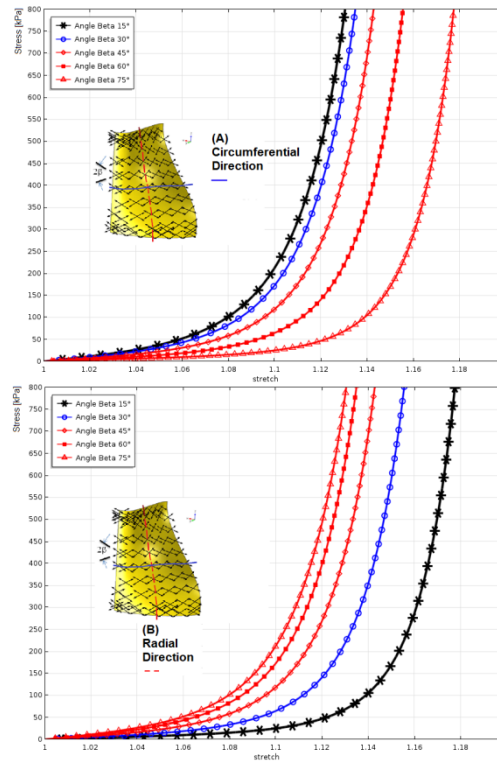 Stress [kPa]
800
750
700
650
600
550
500
450
400
350
300
250
200
150
100
50
0
Angle Beta 15°
Angle Beta 30°
Angle Beta 45°
Angle Beta 60°
Angle Beta 75°
(A)
Circumferential
Direction
2β
1 1.02 1.04 1.06 1.08 1.1 1.12 1.14 1.16 1.18
stretch
Stress [kPa]
800
750
700
650
600
550
500
450
400
350
300
250
200
150
100
50
0
Angle Beta 15°
Angle Beta 30°
Angle Beta 45°
Angle Beta 60°
Angle Beta 75°
2β
(B)
Radial
Direction
1 1.02 1.04 1.06 1.08 1.1 1.12 1.14 1.16 1.18
stretch